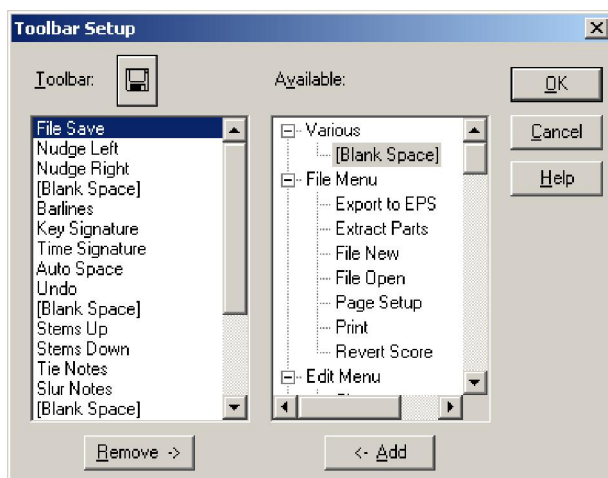 Toolbar Setup
Toolbar:
Available:
OK
Cancel
Help
File Save
Nudge Left
Nudge Right
[Blank Space]
Barlines
Key Signature
Time Signature
Auto Space
Undo
[Blank Space]
Stems Up
Stems Down
Tie Notes
Slur Notes
[Blank Space]
Various
[Blank Space]
File Menu
Export to EPS
Extract Parts
File New
File Open
Page Setup
Print
Revert Score
Edit Menu
Remove ->
<- Add